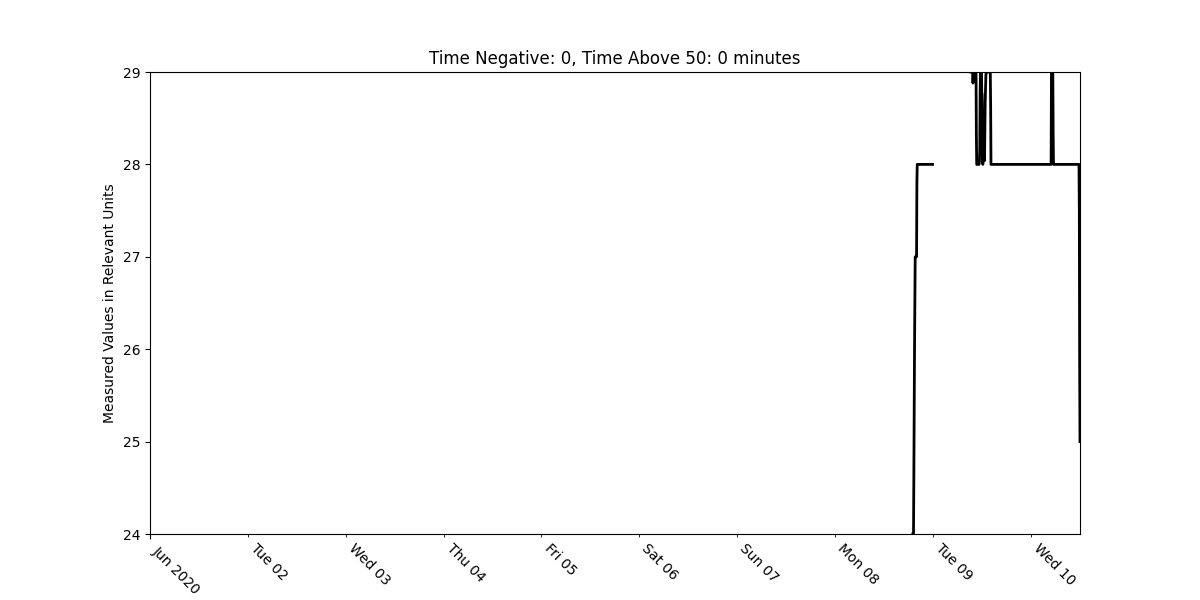 Time Negative: 0, Time Above 50: 0 minutes
Measured Values in Relevant Units
29
28
27
26
25
24
Jun 2020
Tue 02
Wed 03
Thu 04
Fri 05
Sat 06
Sun 07
Mon 08
Tue 09
Wed 10